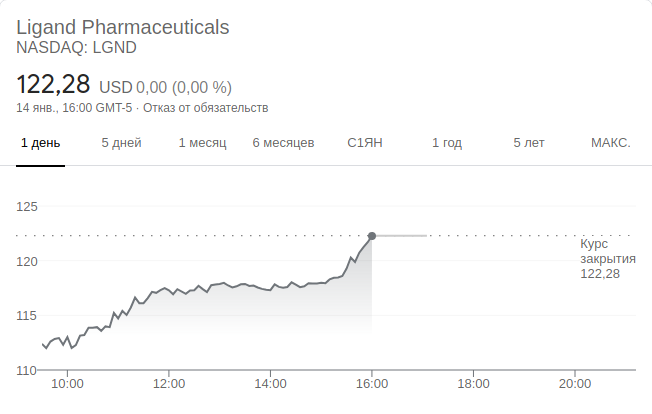 Ligand Pharmaceuticals
NASDAQ: LGND
122,28 USD 0,00 (0,00 %)
14 янв., 16:00 GMT-5 · Отказ от обязательств
1 день 5 дней 1 месяц 6 месяцев С1ЯН 1 год 5 лет МАКС.
125
120
115
110
Курс
закрытия
122,28
10:00 12:00 14:00 16:00 18:00 20:00